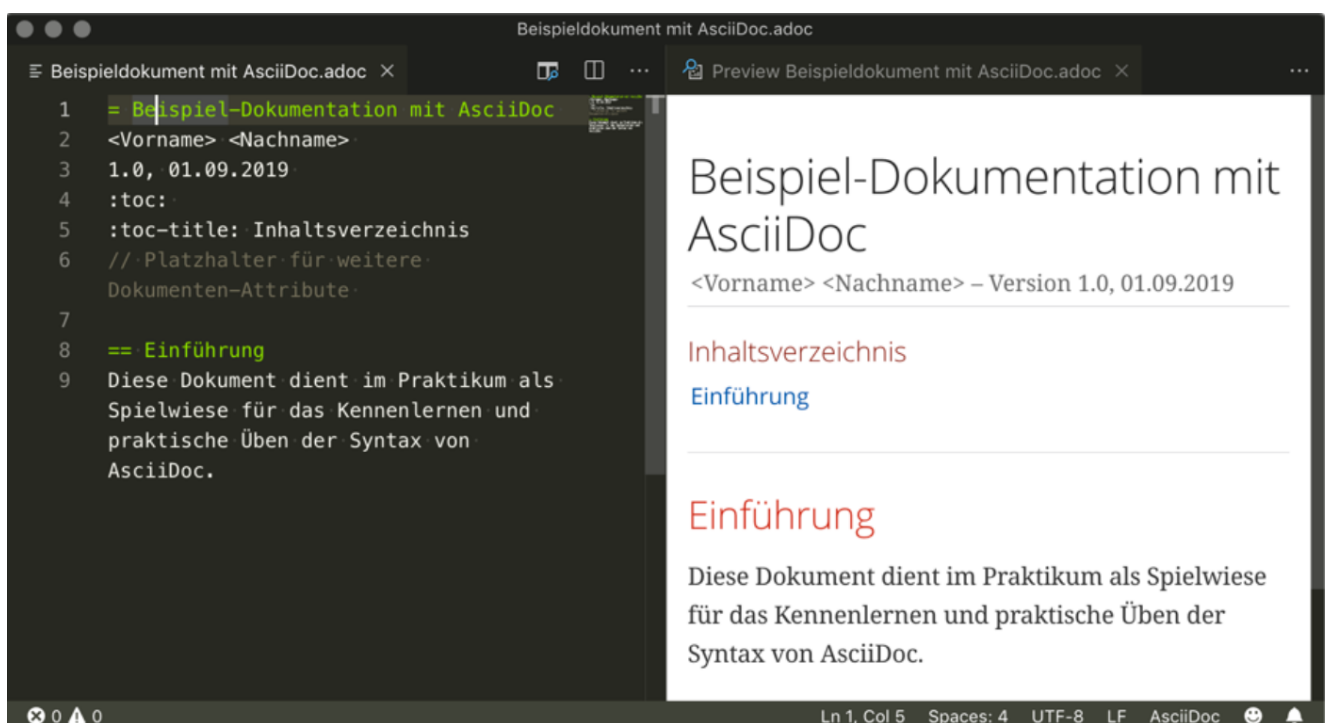 Beispieldokument mit AsciiDoc.adoc
Beispieldokument mit AsciiDoc.adoc
Preview Beispieldokument mit AsciiDoc.adoc
1 = Beispiel-Dokumentation mit AsciiDoc
2 <Vorname> <Nachname>
3 1.0, 01.09.2019
4 :toc:
5 :toc-title: Inhaltsverzeichnis
6 // Platzhalter für weitere
Dokumenten-Attribute
7
8 == Einführung
9 Diese Dokument dient im Praktikum als
Spielwiese für das Kennenlernen und
praktische Üben der Syntax von
AsciiDoc.
Beispiel-Dokumentation mit
AsciiDoc
<Vorname> <Nachname> – Version 1.0, 01.09.2019
Inhaltsverzeichnis
Einführung
Einführung
Diese Dokument dient im Praktikum als Spielwiese
für das Kennenlernen und praktische Üben der
Syntax von AsciiDoc.
0 0
Ln 1, Col 5 Spaces: 4 UTF-8 LF AsciiDoc